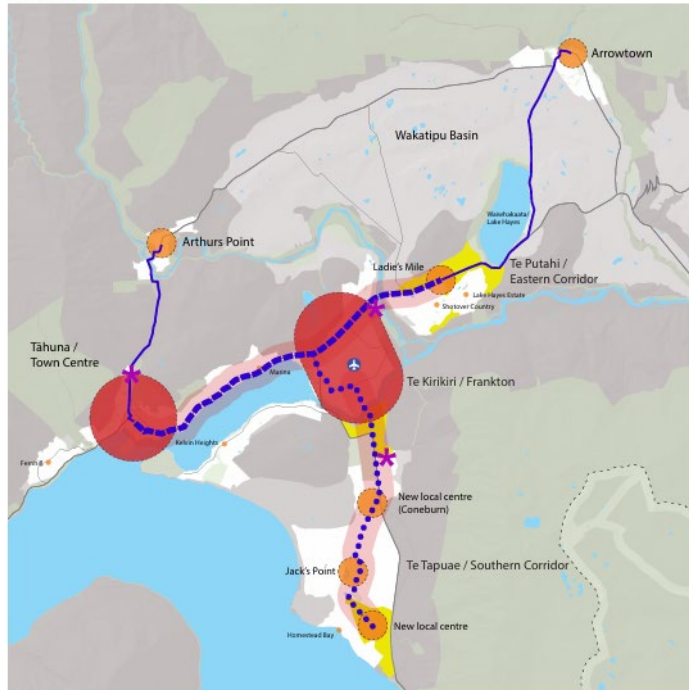 Arrowtown
Wakatipu Basin
Arthurs Point
Waiwhakaata/
Lake Hayes
Ladie's Mile
Te Putahi /
Eastern Corridor
Lake Hayes Estate
Shotover Country
Tāhuna /
Town Centre
Marina
Te Kirikiri / Frankton
Kelvin Heights
Fernhill
New local centre
(Coneburn)
Te Tapuae / Southern Corridor
Jack's Point
New local centre
Homestead Bay